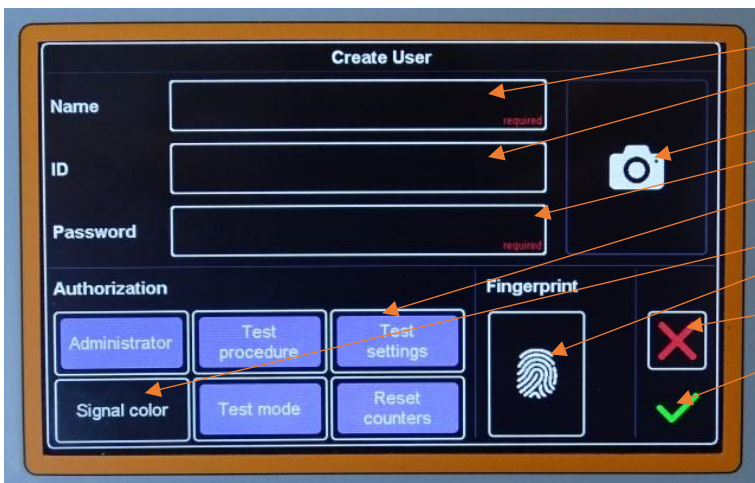 Create User
Name
required
ID
Password
required
Authorization
Fingerprint
Administrator
Test
procedure
Test
settings
Signal color
Test mode
Reset
counters